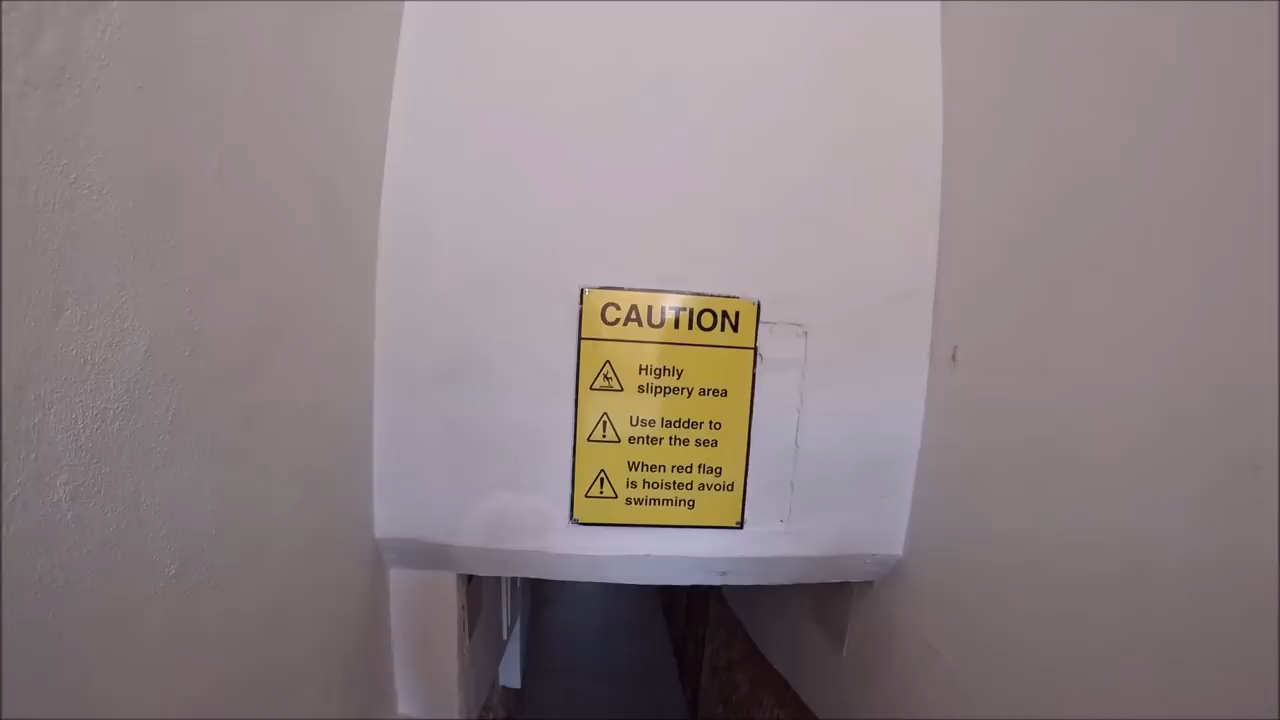 CAUTION
Highly
slippery area
Use ladder to
enter the sea
When red flag
is hoisted avoid
swimming